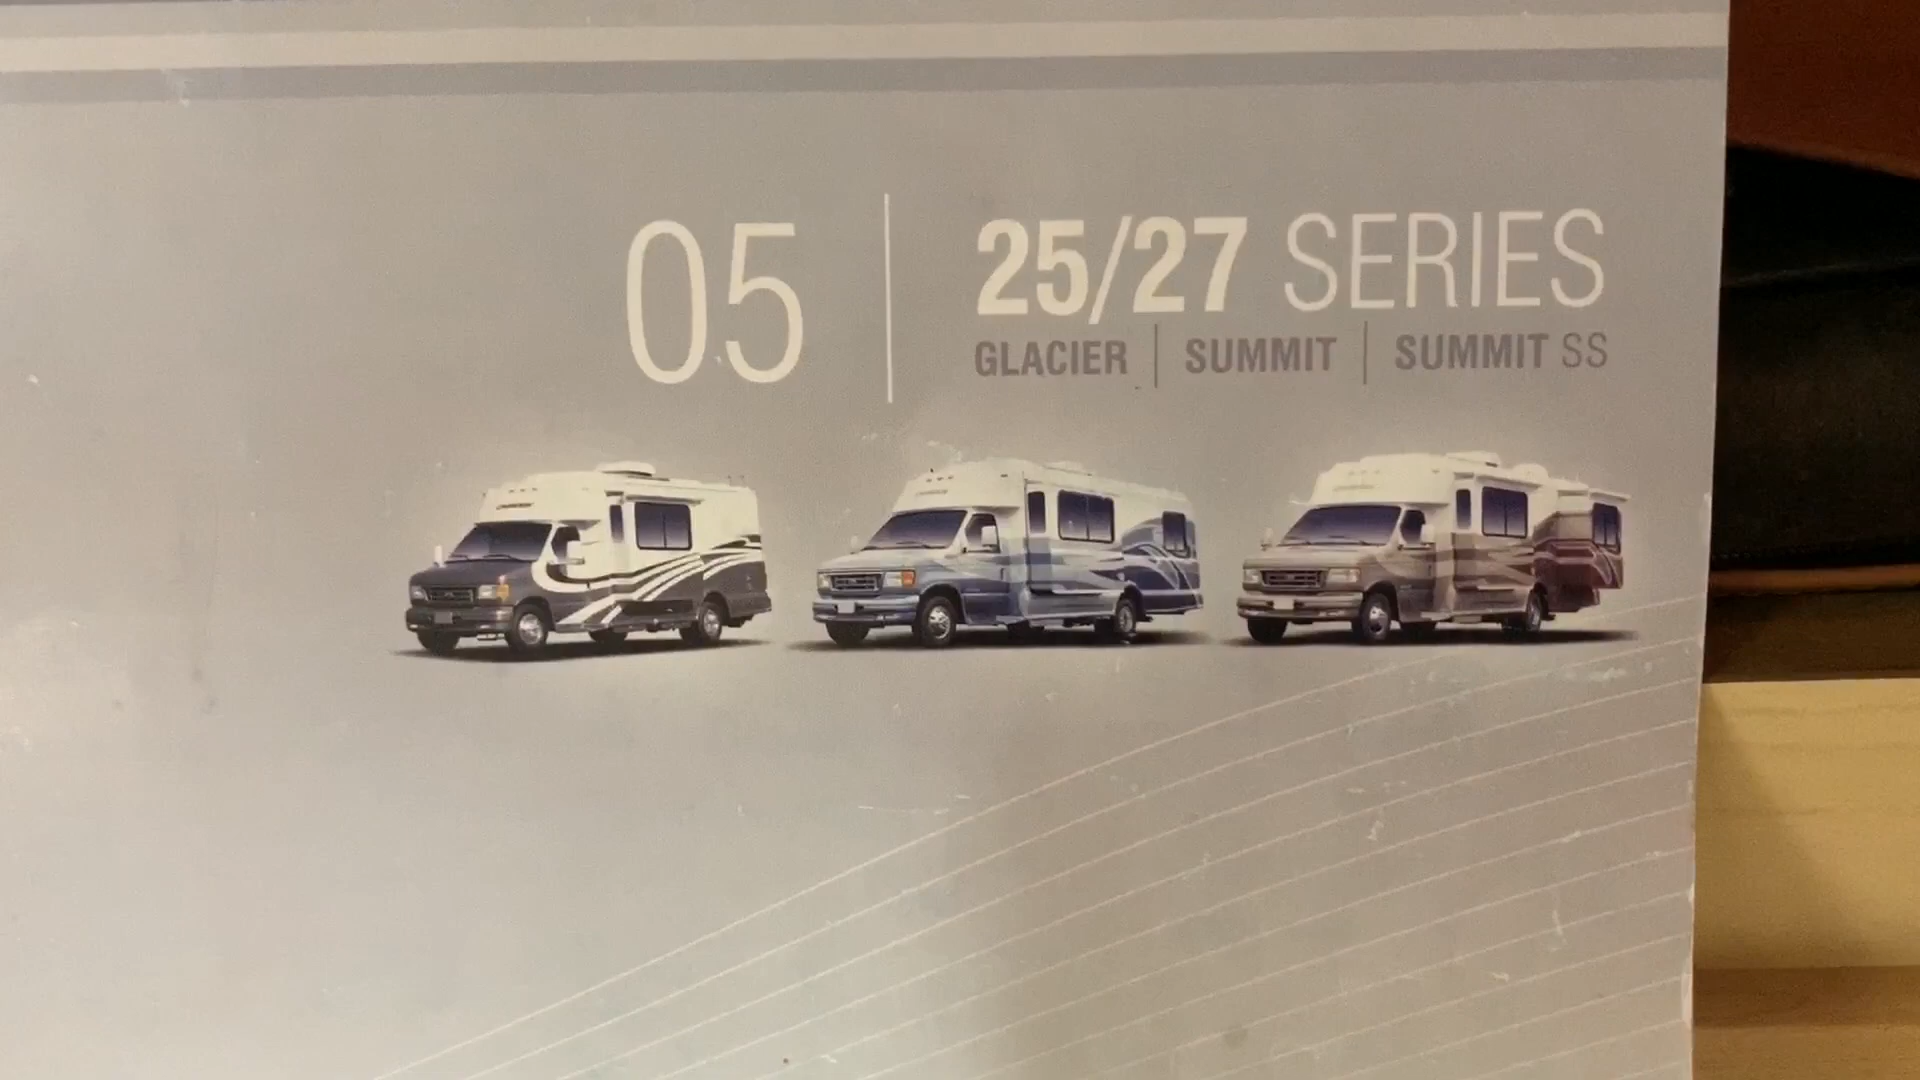 05
25/27 SERIES
GLACIER | SUMMIT | SUMMIT SS